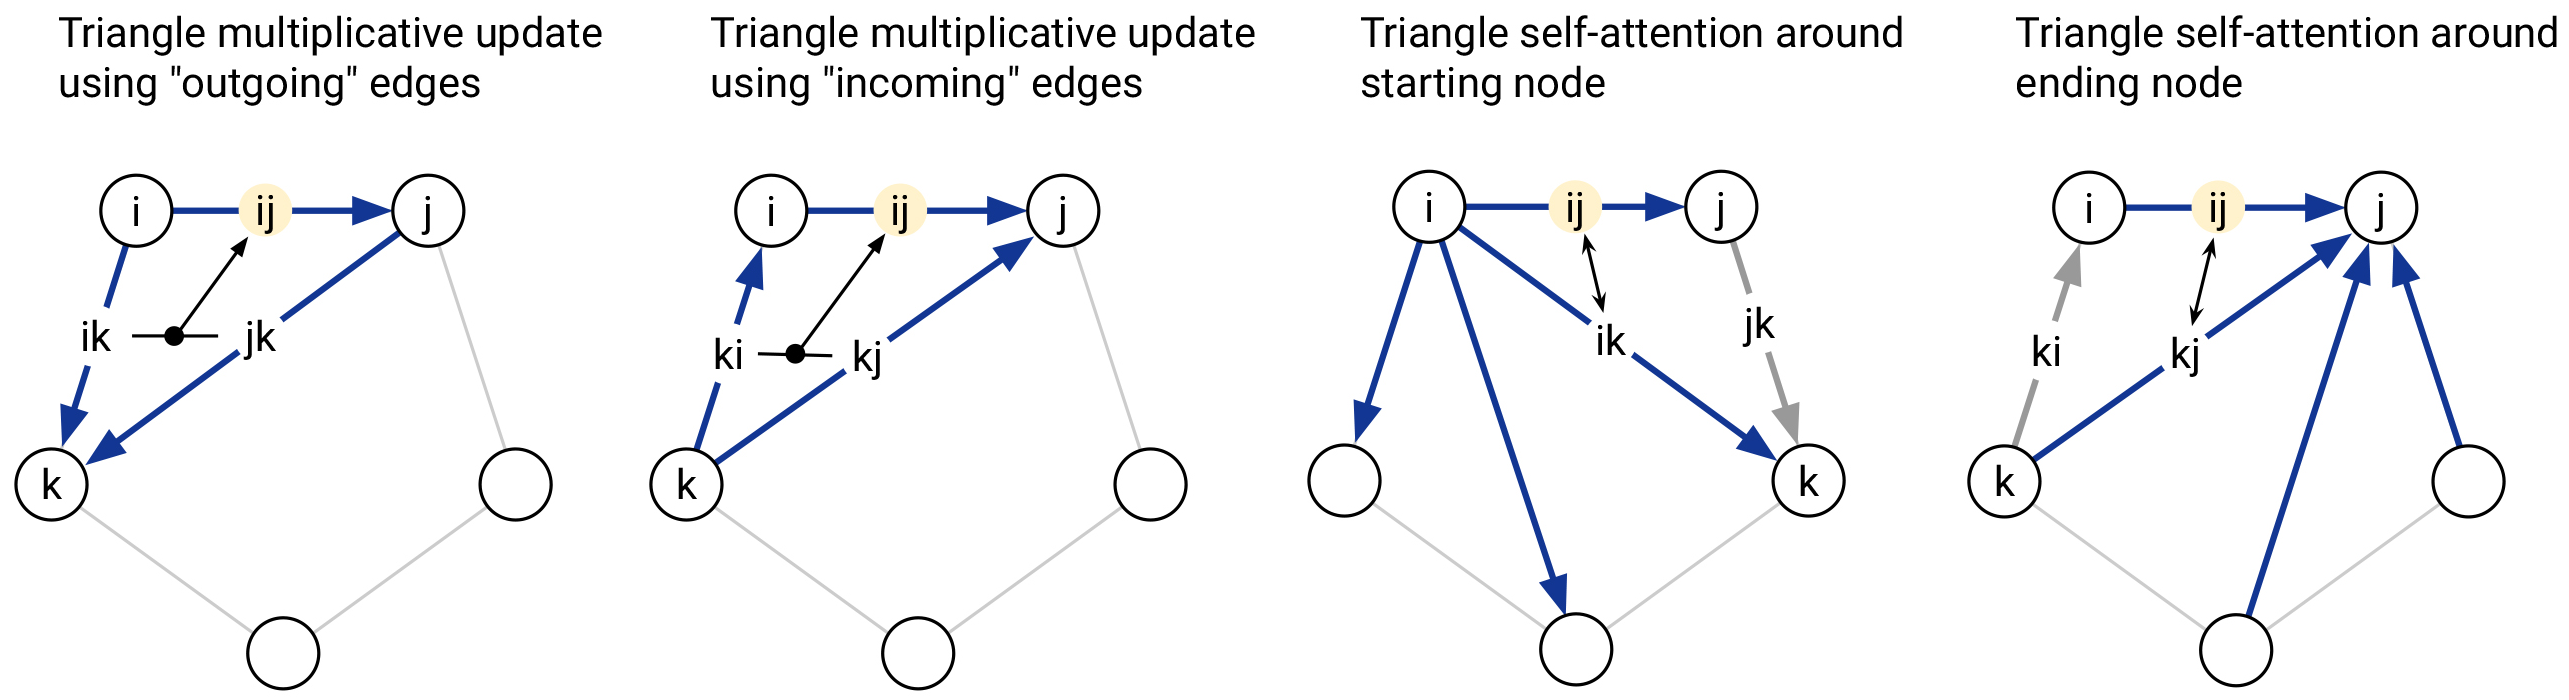 Triangle multiplicative update
using "outgoing" edges
i
ij
j
ik
jk
k
Triangle multiplicative update
using "incoming" edges
i
ij
j
ki
kj
k
Triangle self-attention around
starting node
i
ij
j
ik
jk
k
Triangle self-attention around
ending node
i
ij
j
ki
kj
k